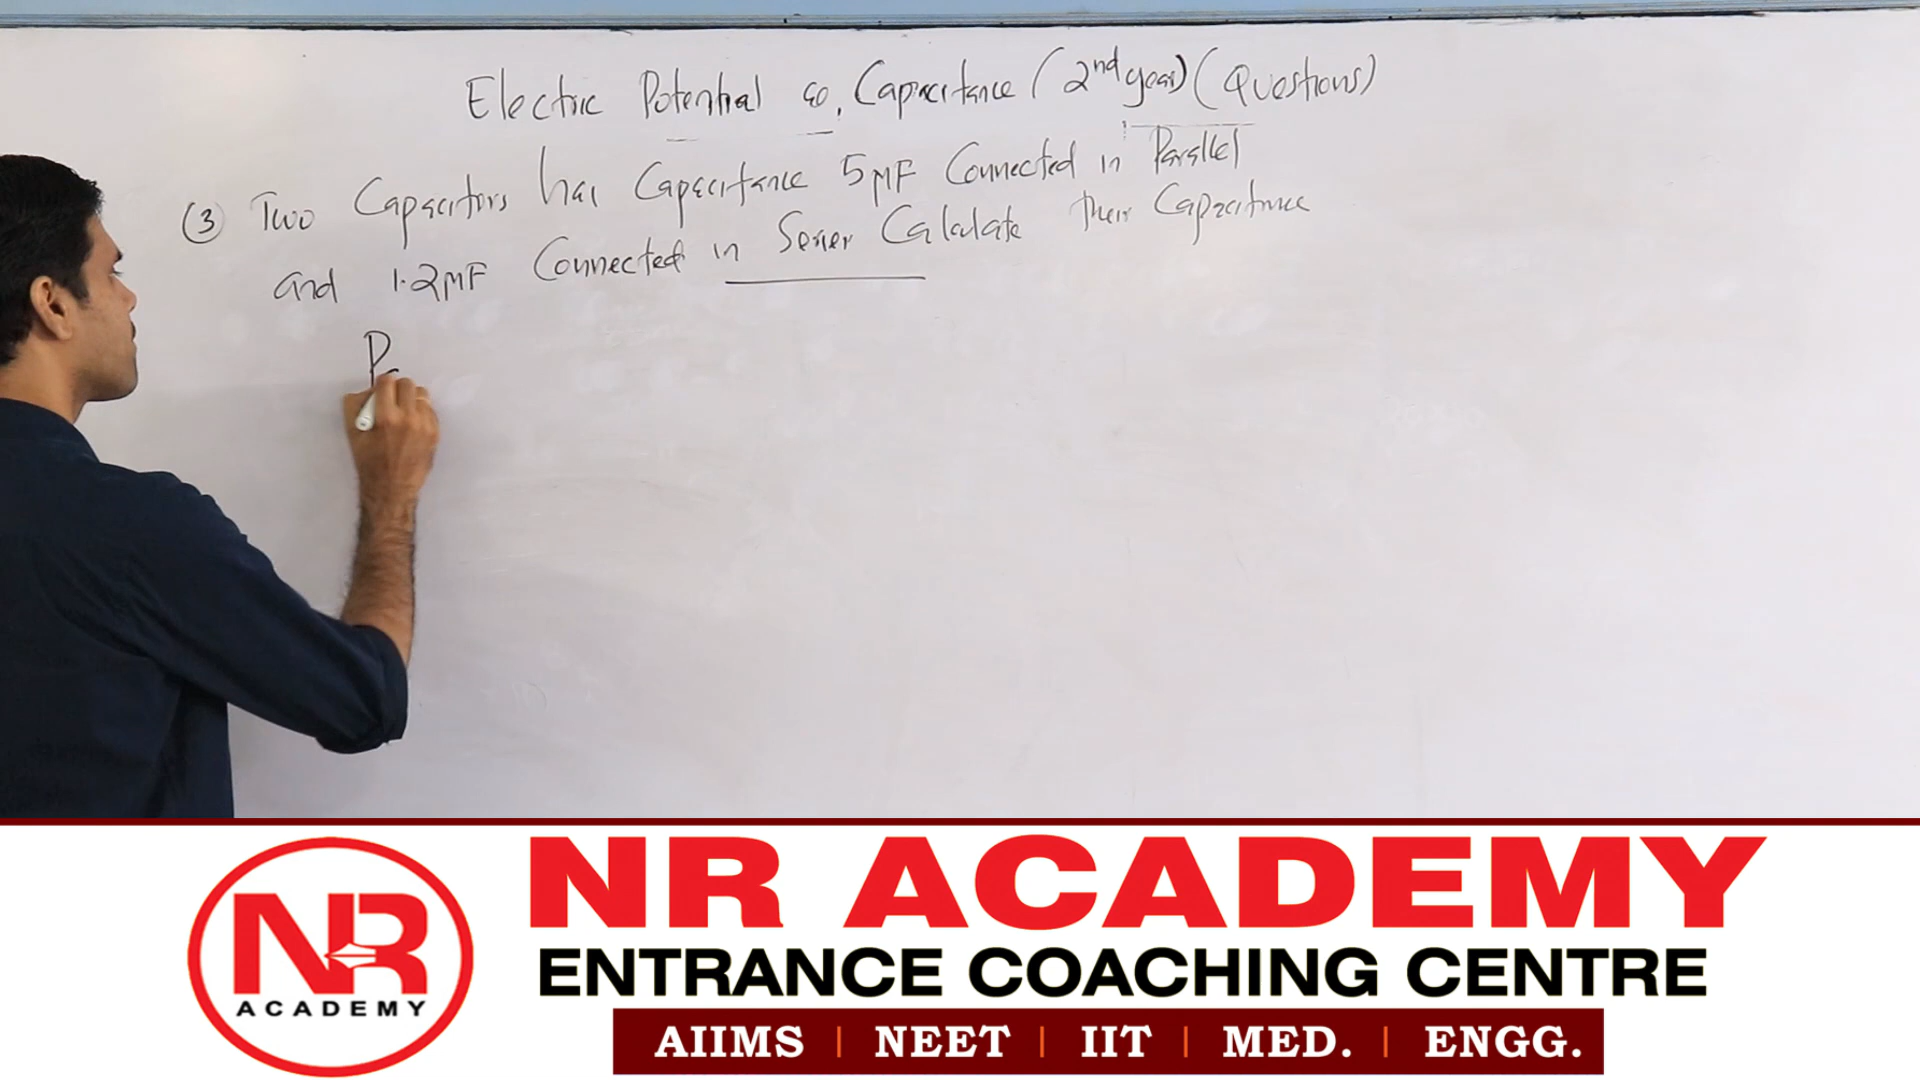 Electric Potential & Capacitance (2nd year) (Questions)
(3) Two Capacitors has Capacitance 5μF Connected in Parallel
and 1.2μF Connected in Series Calculate their Capacitance
P
NR
ACADEMY
NR ACADEMY
ENTRANCE COACHING CENTRE
AIIMS | NEET | IIT | MED. | ENGG.